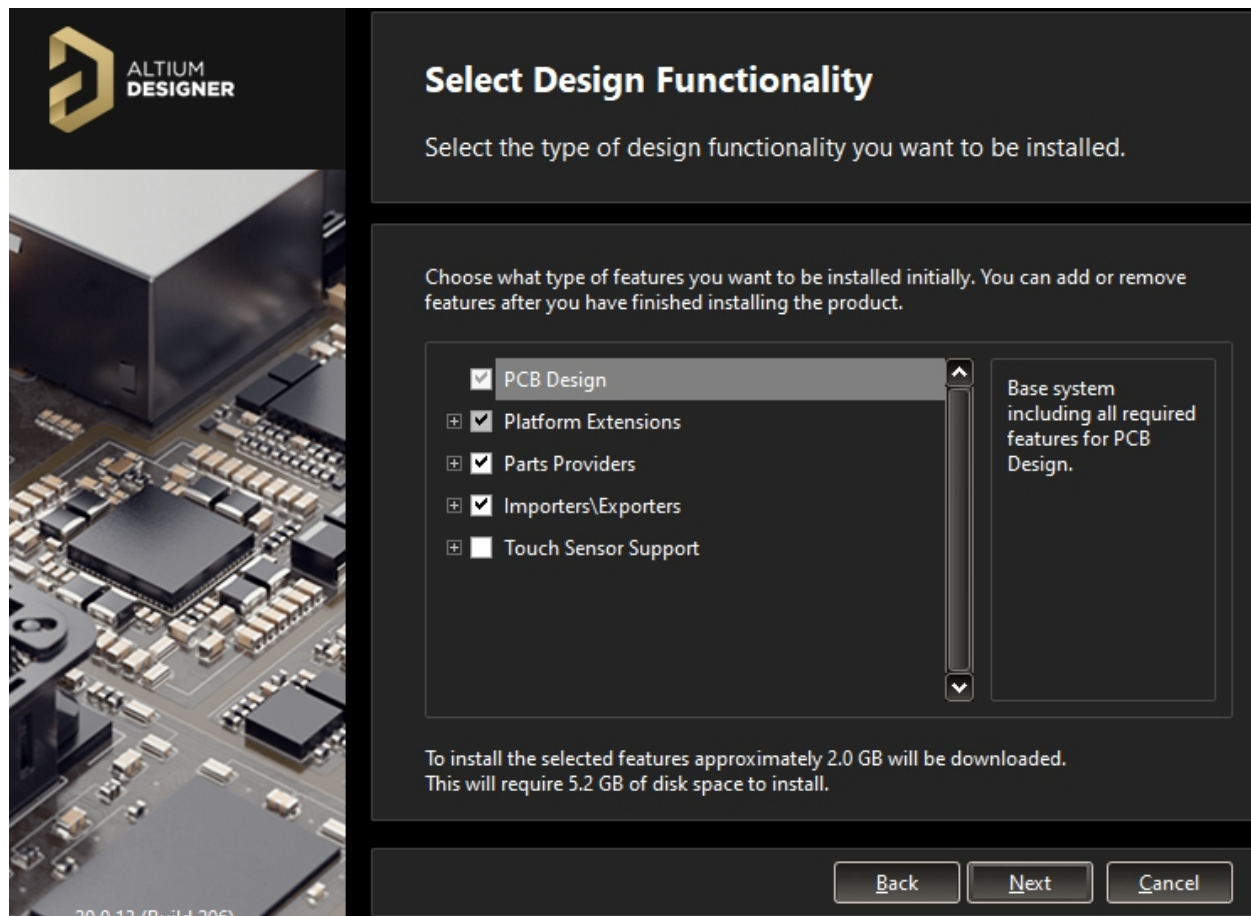 ALTIUM
DESIGNER
Select Design Functionality
Select the type of design functionality you want to be installed.
Choose what type of features you want to be installed initially. You can add or remove
features after you have finished installing the product.
PCB Design
Platform Extensions
Parts Providers
Importers\Exporters
Touch Sensor Support
Base system
including all required
features for PCB
Design.
To install the selected features approximately 2.0 GB will be downloaded.
This will require 5.2 GB of disk space to install.
Back
Next
Cancel